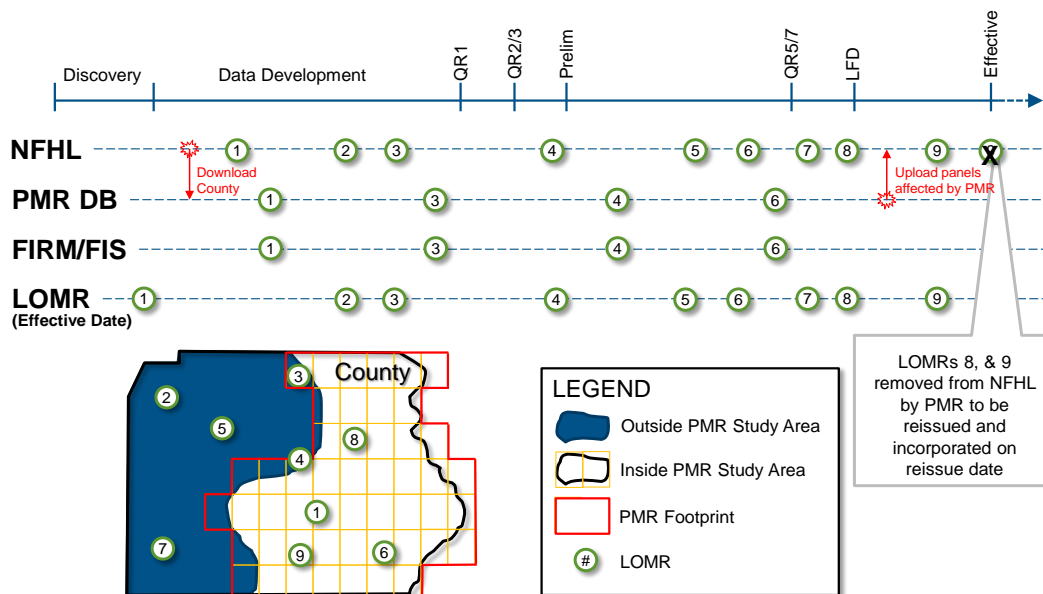 Discovery
Data Development
QR1
QR2/3
Prelim
QR5/7
LFD
Effective
NFHL
1
2
3
4
5
6
7
8
9
X
Download
County
Upload panels
affected by PMR
PMR DB
1
3
4
6
FIRM/FIS
1
3
4
6
LOMR
(Effective Date)
1
2
3
4
5
6
7
8
9
LOMRs 8, & 9
removed from NFHL
by PMR to be
reissued and
incorporated on
reissue date
County
3
2
5
8
4
1
7
9
6
LEGEND
Outside PMR Study Area
Inside PMR Study Area
PMR Footprint
#
LOMR